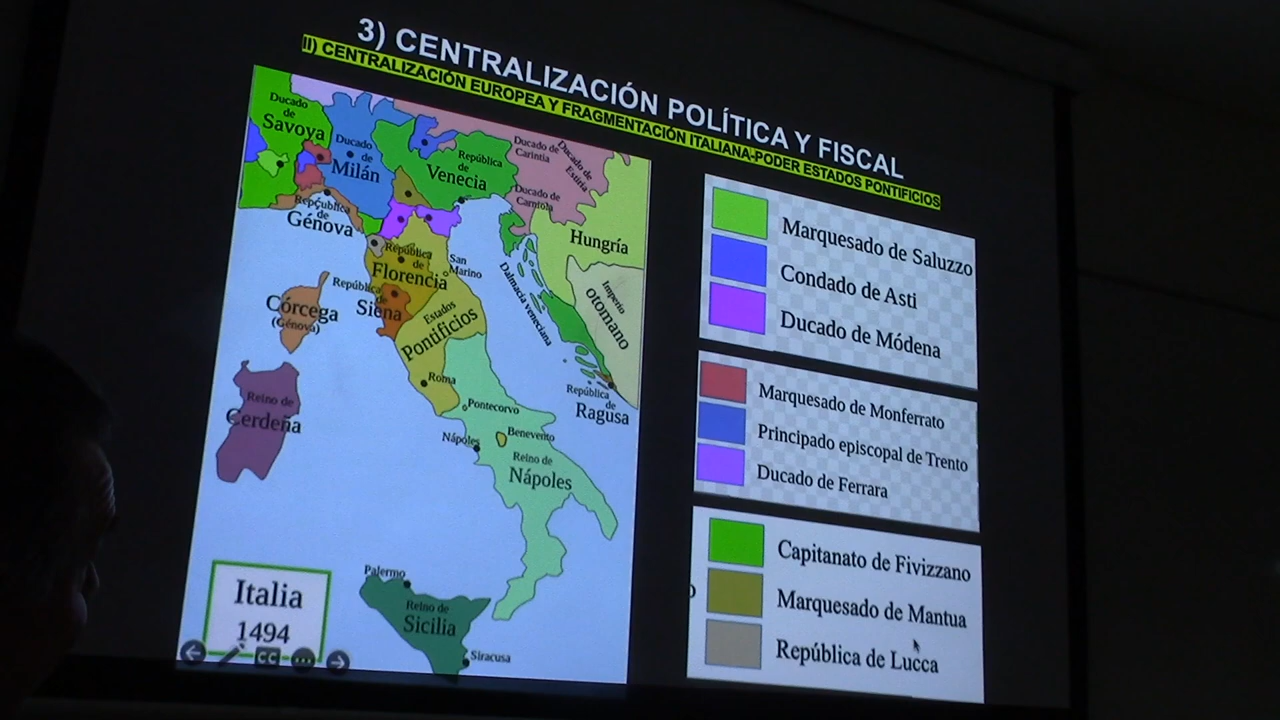 3) CENTRALIZACIÓN POLÍTICA Y FISCAL
II) CENTRALIZACIÓN EUROPEA Y FRAGMENTACIÓN ITALIANA-PODER ESTADOS PONTIFICIOS
Ducado
de
Savoya
Ducado
de
Milán
República
de
Venecia
Ducado de
Carintia
Ducado de
Estiria
Ducado de
Carniola
República
de
Génova
Hungría
República
de
Florencia
San
Marino
República
de
Siena
Estados
Pontificios
Dalmacia veneciana
Imperio
otomano
Córcega
(Génova)
Roma
República
de
Ragusa
Reino de
Cerdeña
Pontecorvo
Nápoles
Benevento
Reino de
Nápoles
Italia
1494
Palermo
Reino de
Sicilia
Siracusa
CC
Marquesado de Saluzzo
Condado de Asti
Ducado de Módena
Marquesado de Monferrato
Principado episcopal de Trento
Ducado de Ferrara
Capitanato de Fivizzano
Marquesado de Mantua
República de Lucca